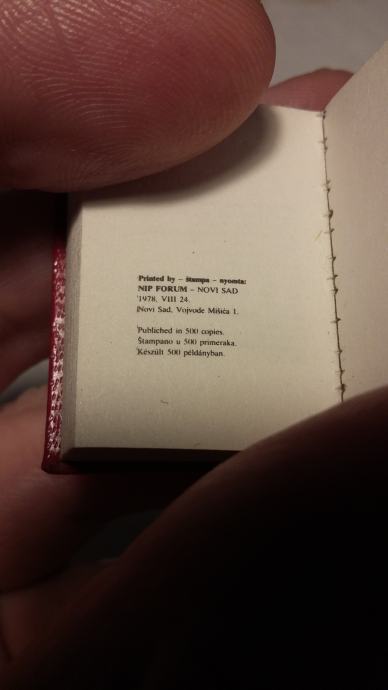 Printed by – štampa – nyomta:
NIP FORUM – NOVI SAD
1978, VIII 24.
Novi Sad, Vojvode Mišića 1.
Publiched in 500 copies.
Štampano u 500 primeraka.
Készült 500 példányban.